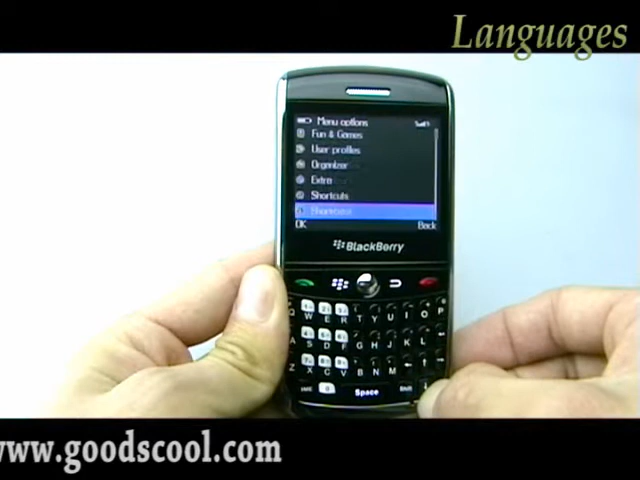 Languages
Menu options
Fun & Games
User profiles
Organizer
Extra
Shortcuts
OK Back
BlackBerry
Q W E R T Y U I O P
A S D F G H J K L
Z X C V B N M
Space
www.goodscool.com